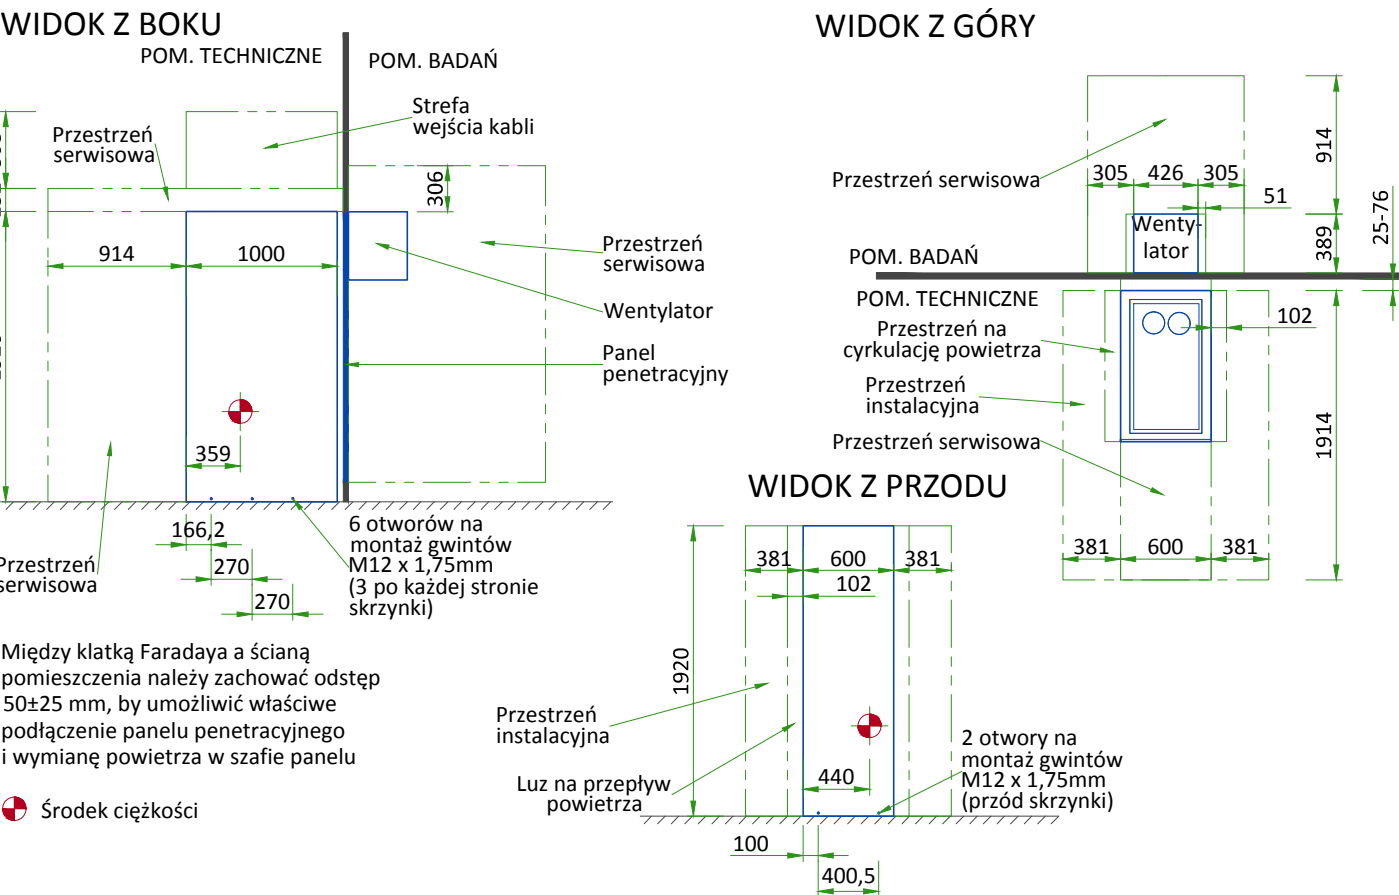 WIDOK Z BOKU
POM. TECHNICZNE
POM. BADAŃ
Strefa
wejścia kabli
Przestrzeń
serwisowa
306
914
1000
Przestrzeń
serwisowa
Wentylator
Panel
penetracyjny
359
166,2
270
270
6 otworów na
montaż gwintów
M12 x 1,75mm
(3 po każdej stronie
skrzynki)
Przestrzeń
serwisowa
Między klatką Faradaya a ścianą
pomieszczenia należy zachować odstęp
50±25 mm, by umożliwić właściwe
podłączenie panelu penetracyjnego
i wymianę powietrza w szafie panelu
Środek ciężkości
WIDOK Z GÓRY
Przestrzeń serwisowa
305
426
305
914
51
25-76
Wenty-
lator
389
POM. BADAŃ
POM. TECHNICZNE
Przestrzeń na
cyrkulację powietrza
102
Przestrzeń
instalacyjna
Przestrzeń serwisowa
1914
381
600
381
WIDOK Z PRZODU
381
600
381
102
1920
Przestrzeń
instalacyjna
Luz na przepływ
powietrza
440
2 otwory na
montaż gwintów
M12 x 1,75mm
(przód skrzynki)
100
400,5